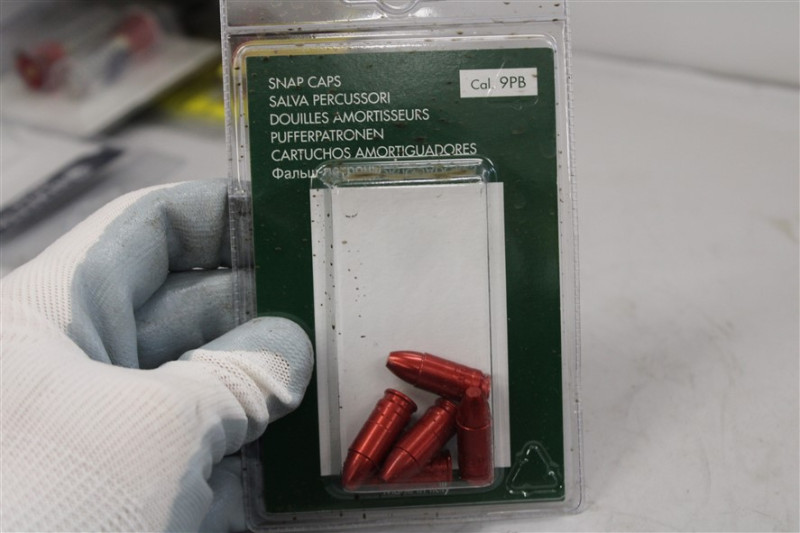 SNAP CAPS
Cal. 9PB
SALVA PERCUSSORI
DOUILLES AMORTISSEURS
PUFFERPATRONEN
CARTUCHOS AMORTIGUADORES